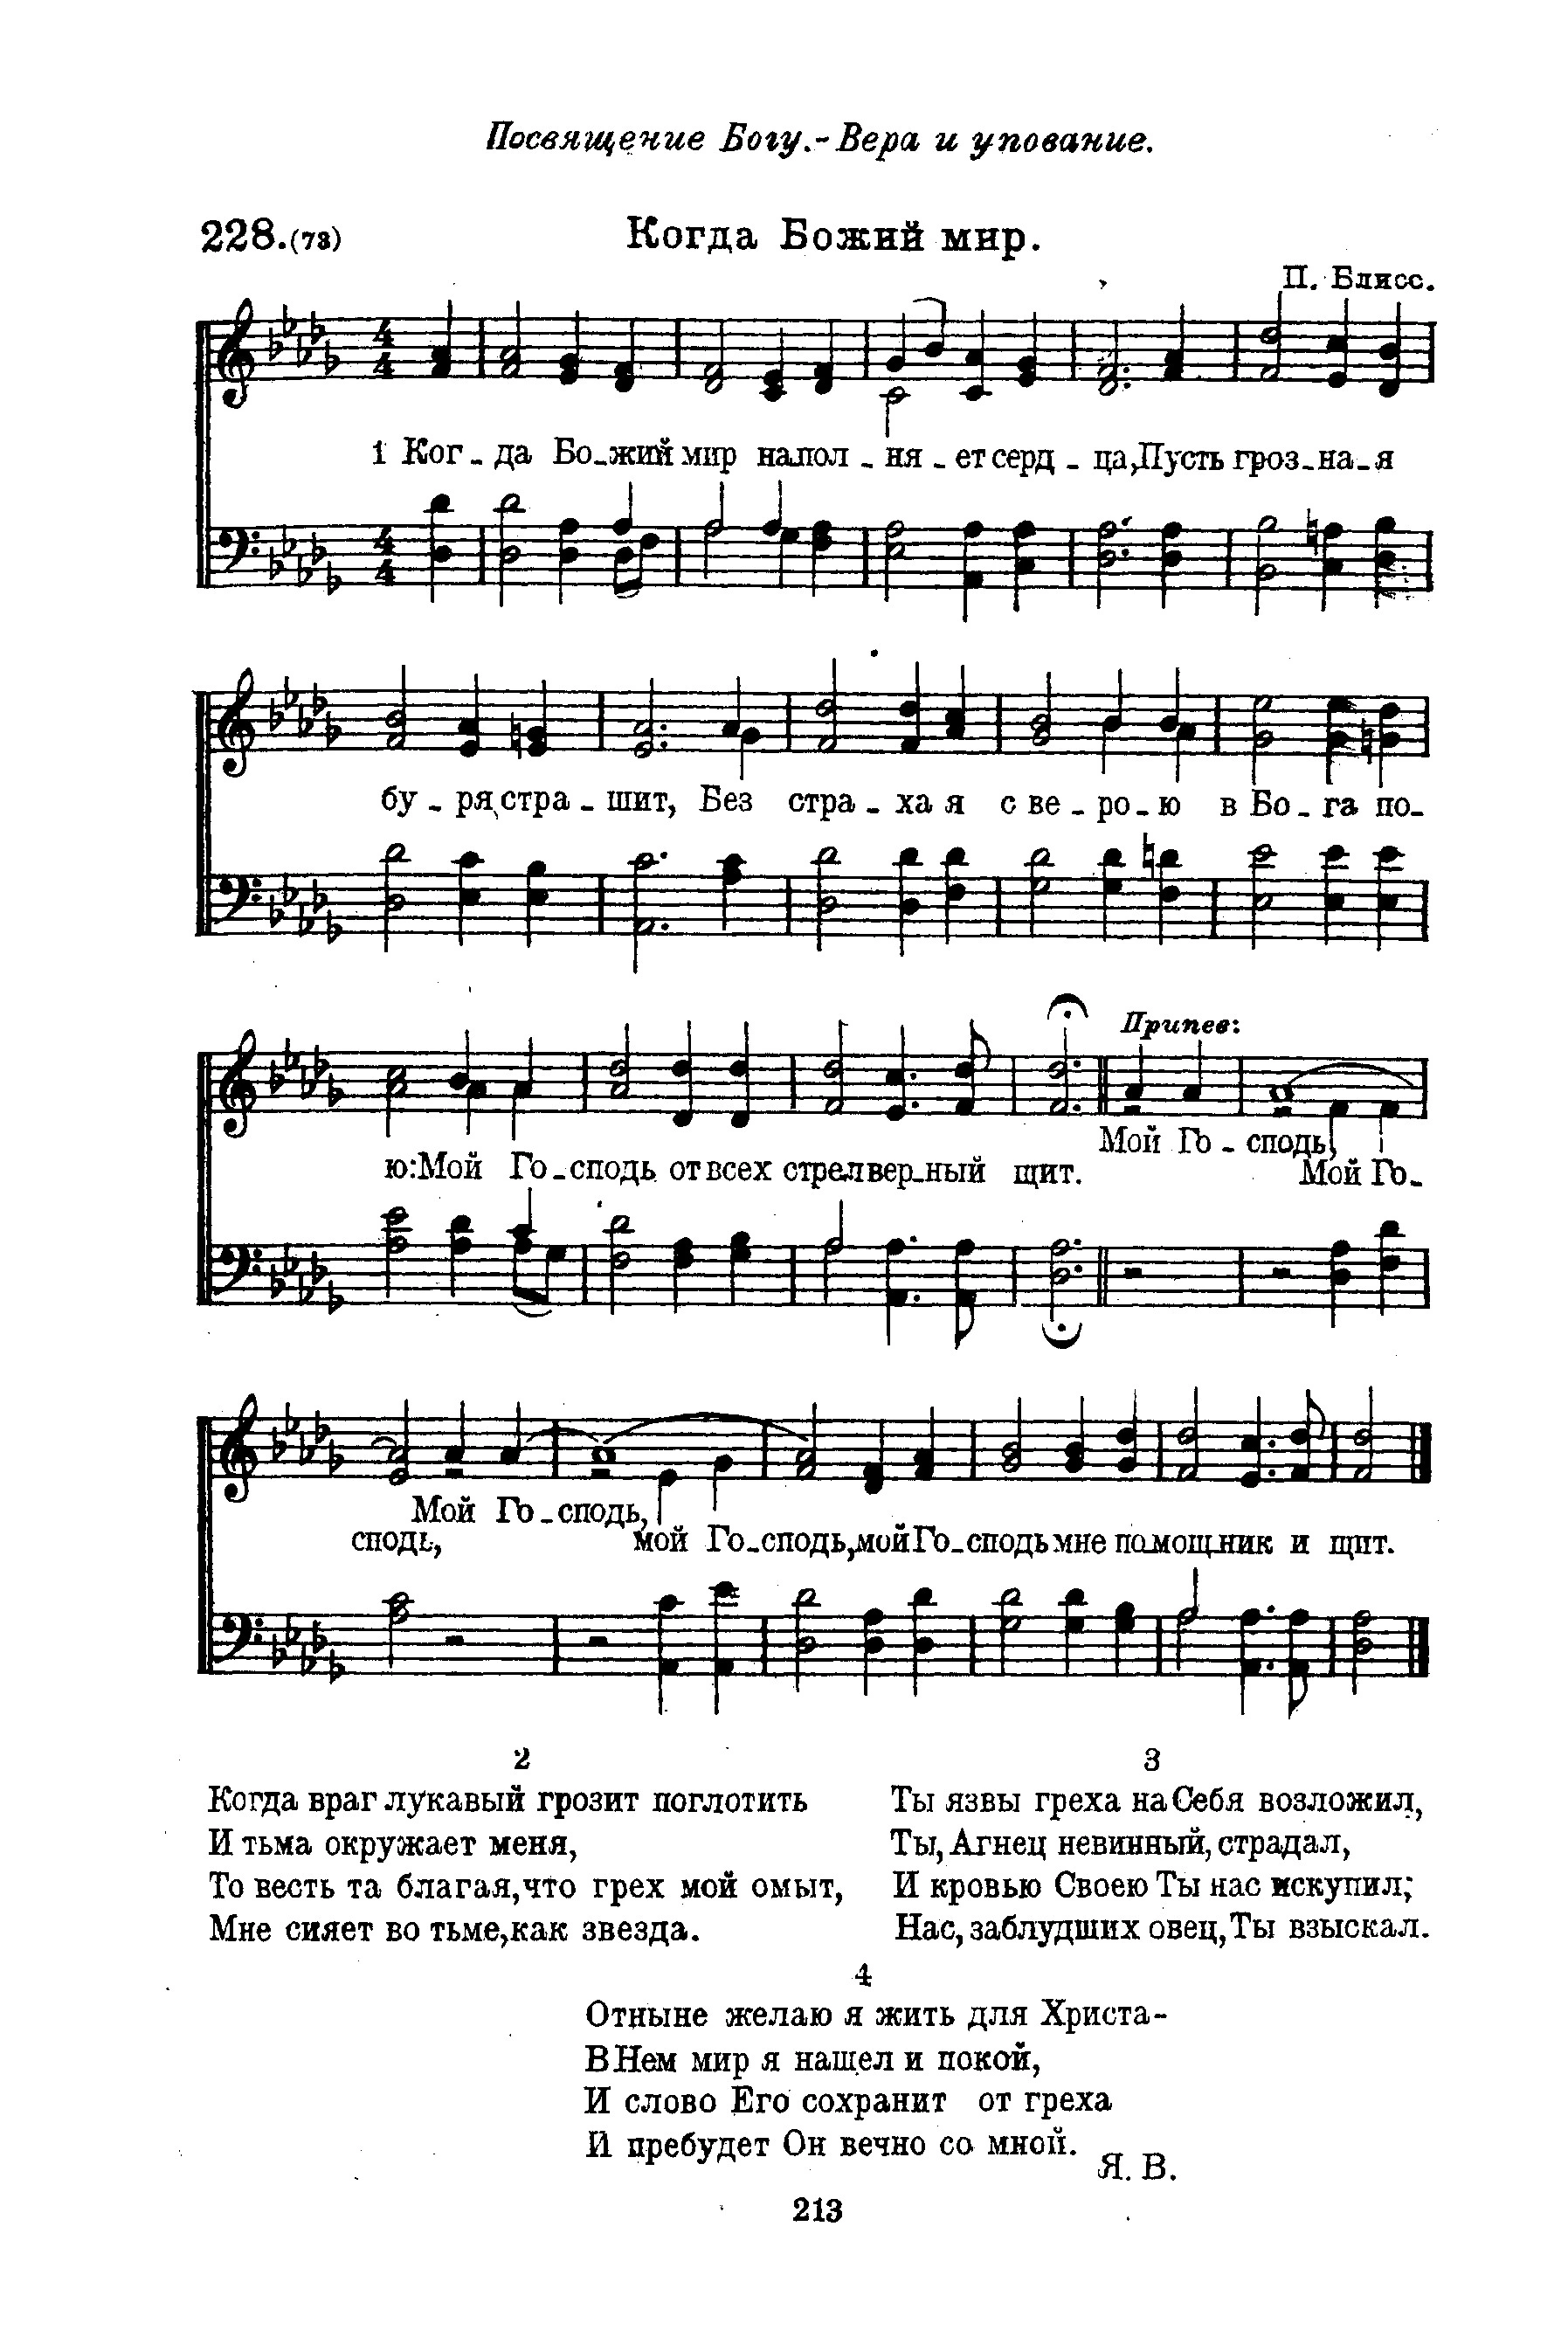 Посвящение Богу.-Вера и упование.
228.(73)
Когда Божий мир.
П. Блисс.
1 Ког-да Бо-жий мир напол-ня-ет серд-ца, Пусть гроз-на-я
бу-ря стра-шит, Без стра-ха я с ве-ро-ю в Бо-га по-
Припев:
Мой Го-сподь,
ю: Мой Го-сподь от всех стрел вер-ный щит. Мой Го-
Мой Го-сподь,
сподь, мой Го-сподь, мой Го-сподь мне помощ-ник и щит.
2
Когда враг лукавый грозит поглотить
И тьма окружает меня,
То весть та благая, что грех мой омыт,
Мне сияет во тьме, как звезда.
3
Ты язвы греха на Себя возложил,
Ты, Агнец невинный, страдал,
И кровью Своею Ты нас искупил;
Нас, заблудших овец, Ты взыскал.
4
Отныне желаю я жить для Христа-
В Нем мир я нашел и покой,
И слово Его сохранит от греха
И пребудет Он вечно со мной.
Я. В.
213